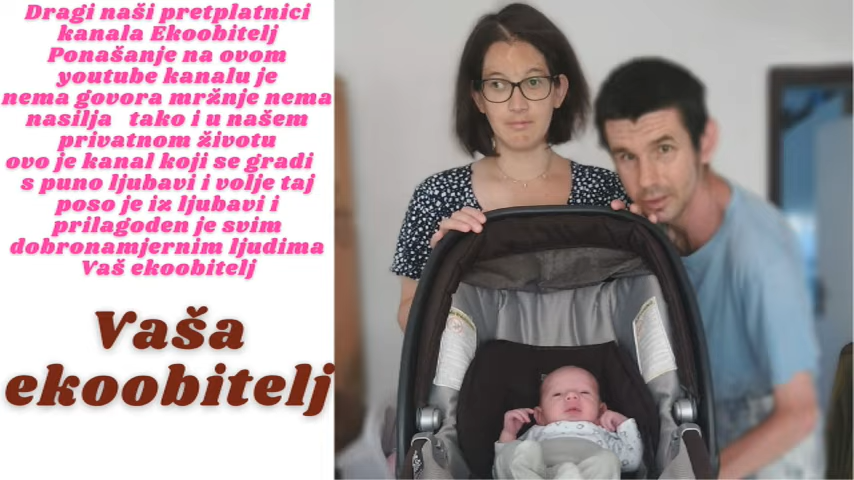 Dragi naši pretplatnici
kanala Ekoobitelj
Ponašanje na ovom
youtube kanalu je
nema govora mržnje nema
nasilja tako i u našem
privatnom životu
ovo je kanal koji se gradi
s puno ljubavi i volje taj
poso je iz ljubavi i
prilagoden je svim
dobronamjernim ljudima
Vaš ekoobitelj
Vaša
ekoobitelj